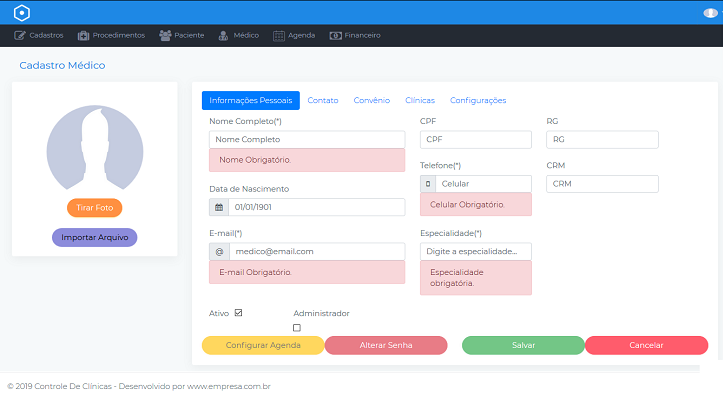 Cadastros Procedimentos Paciente Médico Agenda Financeiro
Cadastro Médico
Tirar Foto
Importar Arquivo
Informações Pessoais Contato Convênio Clínicas Configurações
Nome Completo(*) CPF RG
Nome Completo CPF RG
Nome Obrigatório.
Telefone(*) CRM
Celular CRM
Celular Obrigatório.
Data de Nascimento
01/01/1901
E-mail(*) Especialidade(*)
@ medico@email.com Digite a especialidade...
E-mail Obrigatório. Especialidade
obrigatória.
Ativo Administrador
Configurar Agenda Alterar Senha Salvar Cancelar
© 2019 Controle De Clínicas - Desenvolvido por www.empresa.com.br